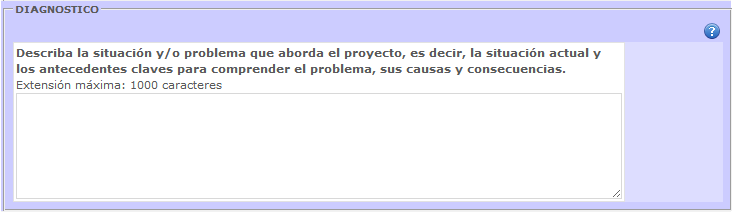 DIAGNOSTICO
?
Describa la situación y/o problema que aborda el proyecto, es decir, la situación actual y
los antecedentes claves para comprender el problema, sus causas y consecuencias.
Extensión máxima: 1000 caracteres